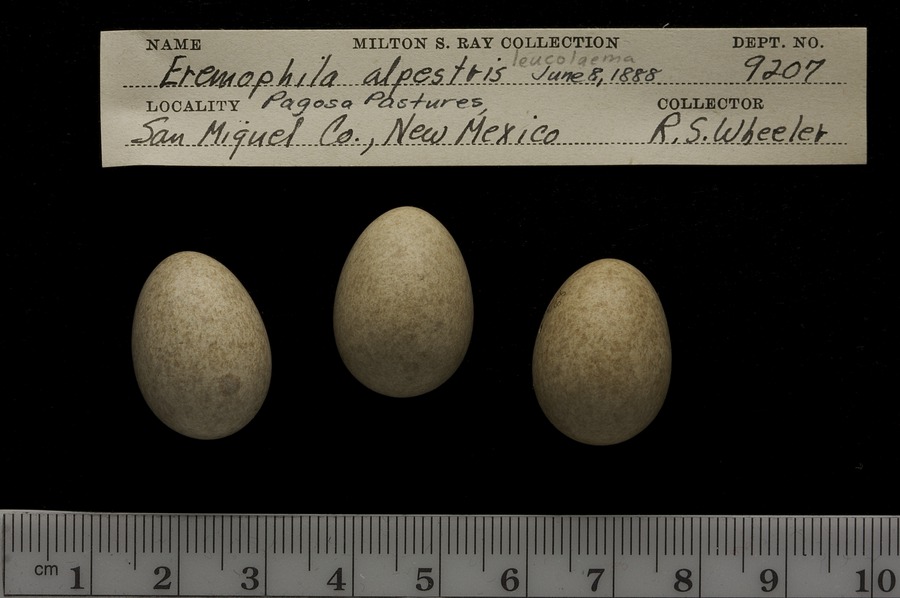 NAME MILTON S. RAY COLLECTION DEPT. NO.
leucolaema
Eremophila alpestris June 8, 1888 9207
LOCALITY Pagosa Pastures, COLLECTOR
San Miguel Co., New Mexico R.S. Wheeler
cm 1 2 3 4 5 6 7 8 9 10